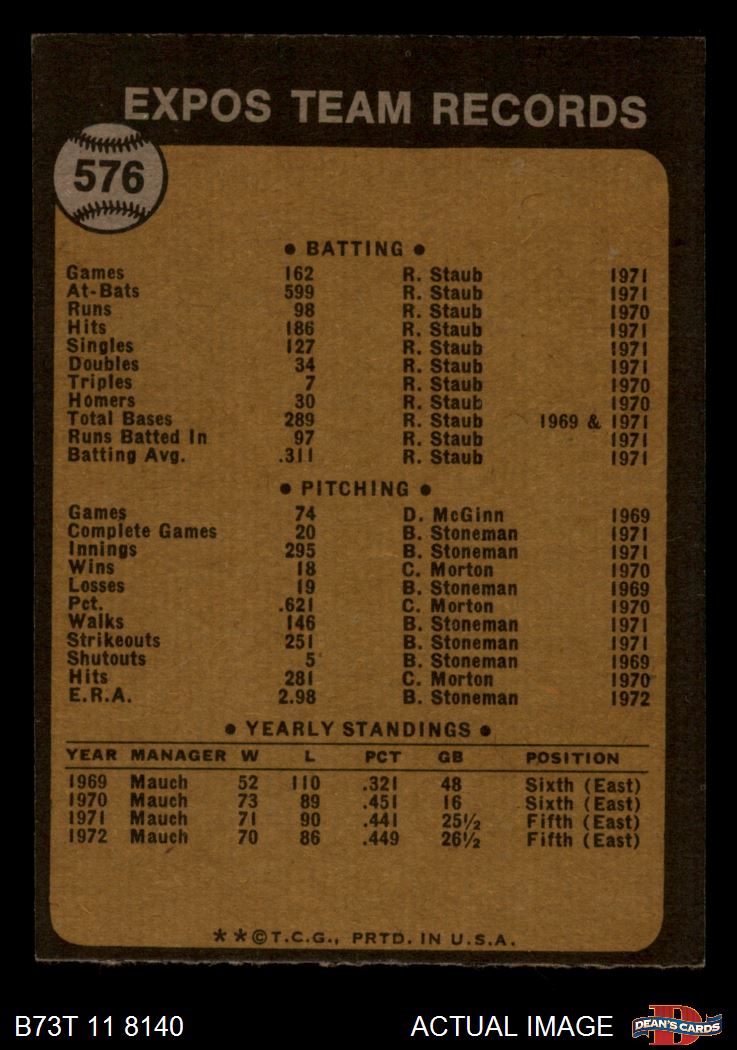 EXPOS TEAM RECORDS
576
● BATTING ●
Games 162 R. Staub 1971
At-Bats 599 R. Staub 1971
Runs 98 R. Staub 1970
Hits 186 R. Staub 1971
Singles 127 R. Staub 1971
Doubles 34 R. Staub 1971
Triples 7 R. Staub 1970
Homers 30 R. Staub 1970
Total Bases 289 R. Staub 1969 & 1971
Runs Batted In 97 R. Staub 1971
Batting Avg. .311 R. Staub 1971
● PITCHING ●
Games 74 D. McGinn 1969
Complete Games 20 B. Stoneman 1971
Innings 295 B. Stoneman 1971
Wins 18 C. Morton 1970
Losses 19 B. Stoneman 1969
Pct. .621 C. Morton 1970
Walks 146 B. Stoneman 1971
Strikeouts 251 B. Stoneman 1971
Shutouts 5 B. Stoneman 1969
Hits 281 C. Morton 1970
E.R.A. 2.98 B. Stoneman 1972
● YEARLY STANDINGS ●
YEAR MANAGER W L PCT GB POSITION
1969 Mauch 52 110 .321 48 Sixth (East)
1970 Mauch 73 89 .451 16 Sixth (East)
1971 Mauch 71 90 .441 25½ Fifth (East)
1972 Mauch 70 86 .449 26½ Fifth (East)
**©T.C.G., PRTD. IN U.S.A.
B73T 11 8140 ACTUAL IMAGE DEAN'S CARDS